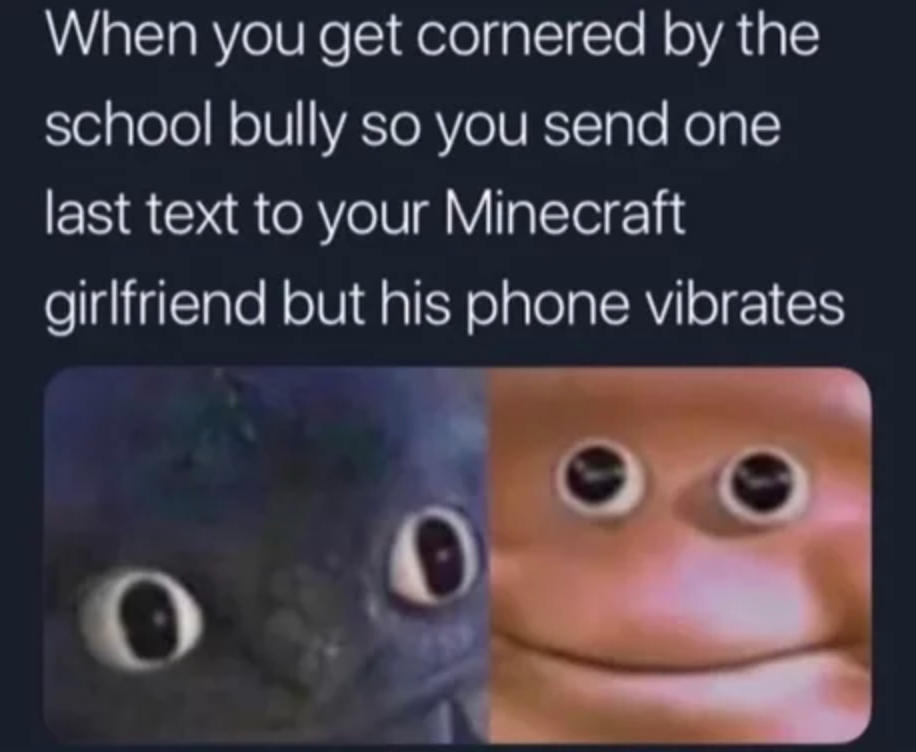 When you get cornered by the
school bully so you send one
last text to your Minecraft
girlfriend but his phone vibrates